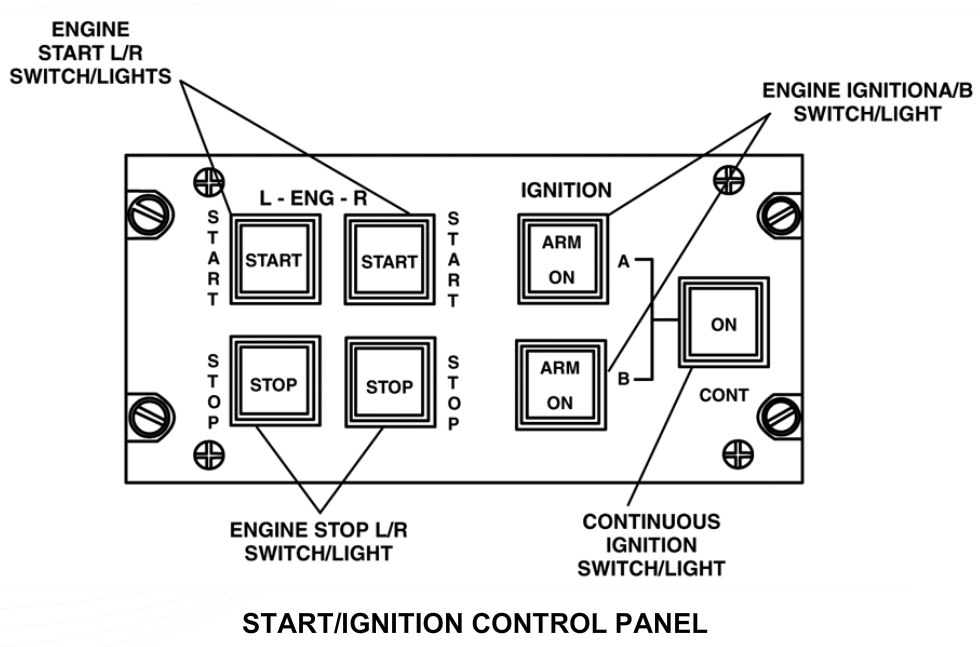 ENGINE
START L/R
SWITCH/LIGHTS
ENGINE IGNITIONA/B
SWITCH/LIGHT
L - ENG - R
IGNITION
START
START
START
START
ARM
ON
A
ON
CONT
STOP
STOP
STOP
STOP
ARM
ON
B
ENGINE STOP L/R
SWITCH/LIGHT
CONTINUOUS
IGNITION
SWITCH/LIGHT
START/IGNITION CONTROL PANEL